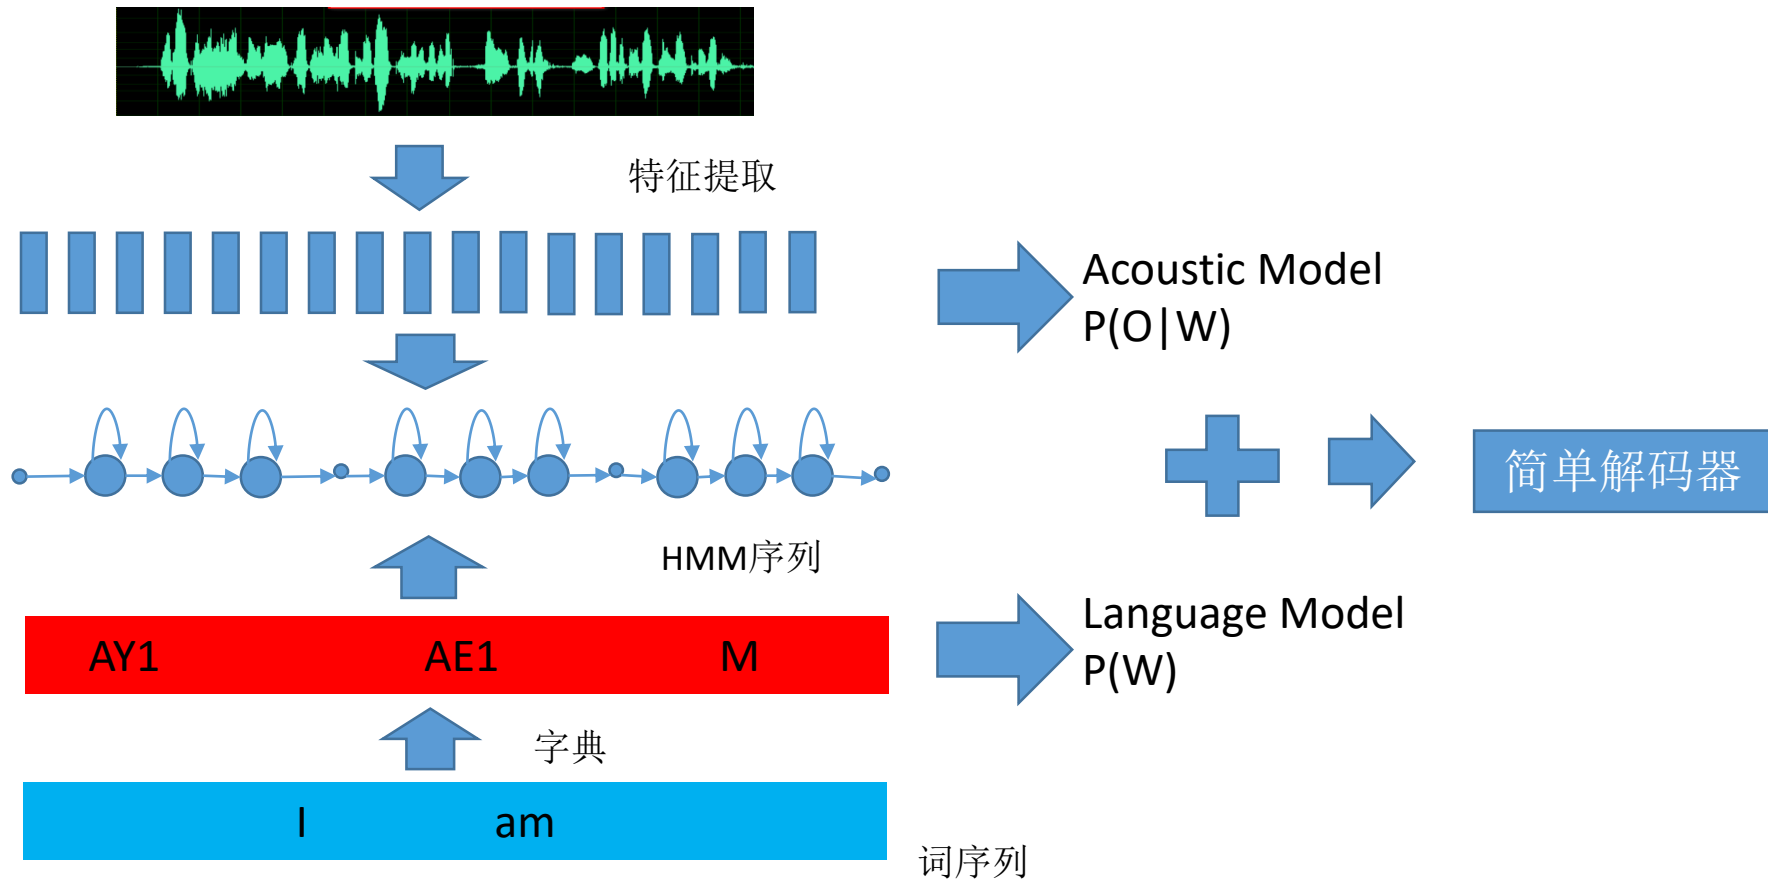 特征提取
Acoustic Model
P(O|W)
简单解码器
HMM序列
Language Model
P(W)
AY1 AE1 M
字典
I am
词序列